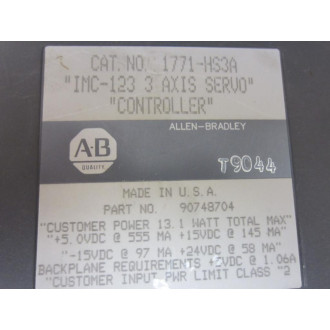 CAT. NO. 1771-HS3A
"IMC-123 3 AXIS SERVO"
"CONTROLLER"
ALLEN-BRADLEY
A-B
QUALITY
T9044
MADE IN U.S.A.
PART NO. 90748704
"CUSTOMER POWER 13.1 WATT TOTAL MAX"
"+5.0VDC @ 555 MA +15VDC @ 145 MA"
"-15VDC @ 97 MA +24VDC @ 58 MA"
BACKPLANE REQUIREMENTS +5VDC @ 1.06A
"CUSTOMER INPUT PWR LIMIT CLASS "2